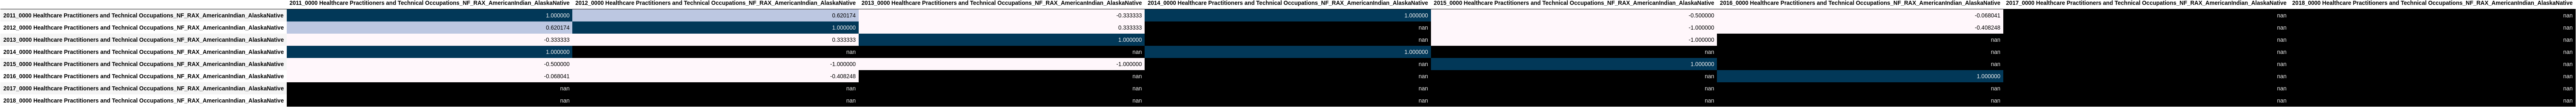 2011_0000 Healthcare Practitioners and Technical Occupations_NF_RAX_AmericanIndian_AlaskaNative 2012_0000 Healthcare Practitioners and Technical Occupations_NF_RAX_AmericanIndian_AlaskaNative 2013_0000 Healthcare Practitioners and Technical Occupations_NF_RAX_AmericanIndian_AlaskaNative 2014_0000 Healthcare Practitioners and Technical Occupations_NF_RAX_AmericanIndian_AlaskaNative 2015_0000 Healthcare Practitioners and Technical Occupations_NF_RAX_AmericanIndian_AlaskaNative 2016_0000 Healthcare Practitioners and Technical Occupations_NF_RAX_AmericanIndian_AlaskaNative 2017_0000 Healthcare Practitioners and Technical Occupations_NF_RAX_AmericanIndian_AlaskaNative 2018_0000 Healthcare Practitioners and Technical Occupations_NF_RAX_AmericanIndian_AlaskaNative
2011_0000 Healthcare Practitioners and Technical Occupations_NF_RAX_AmericanIndian_AlaskaNative 1.000000 0.620174 -0.333333 1.000000 -0.500000 -0.068041 nan nan
2012_0000 Healthcare Practitioners and Technical Occupations_NF_RAX_AmericanIndian_AlaskaNative 0.620174 1.000000 0.333333 nan -1.000000 -0.408248 nan nan
2013_0000 Healthcare Practitioners and Technical Occupations_NF_RAX_AmericanIndian_AlaskaNative -0.333333 0.333333 1.000000 nan -1.000000 nan nan nan
2014_0000 Healthcare Practitioners and Technical Occupations_NF_RAX_AmericanIndian_AlaskaNative 1.000000 nan nan 1.000000 nan nan nan nan
2015_0000 Healthcare Practitioners and Technical Occupations_NF_RAX_AmericanIndian_AlaskaNative -0.500000 -1.000000 -1.000000 nan 1.000000 nan nan nan
2016_0000 Healthcare Practitioners and Technical Occupations_NF_RAX_AmericanIndian_AlaskaNative -0.068041 -0.408248 nan nan nan 1.000000 nan nan
2017_0000 Healthcare Practitioners and Technical Occupations_NF_RAX_AmericanIndian_AlaskaNative nan nan nan nan nan nan nan nan
2018_0000 Healthcare Practitioners and Technical Occupations_NF_RAX_AmericanIndian_AlaskaNative nan nan nan nan nan nan nan nan